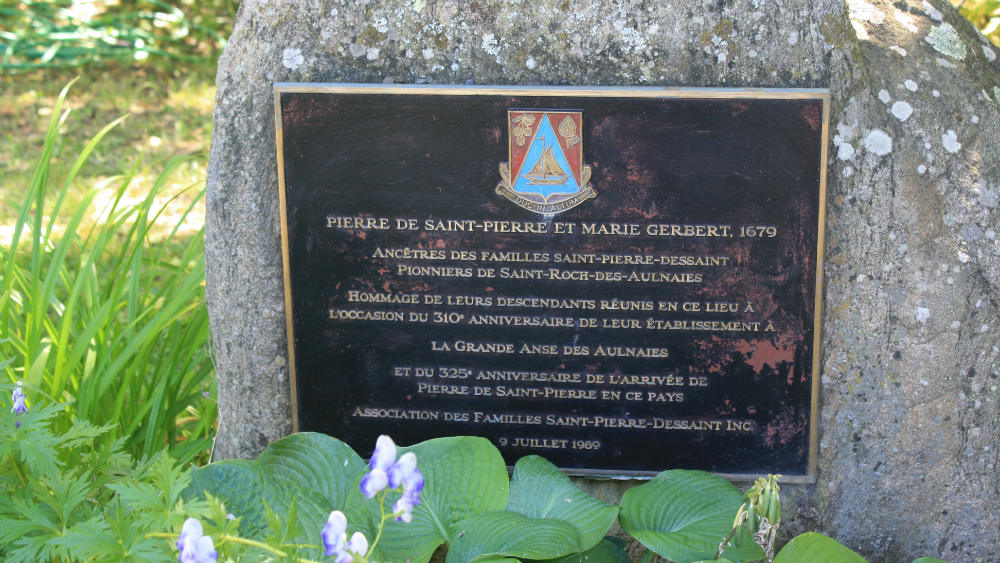 DUC IN ALTUM
PIERRE DE SAINT-PIERRE ET MARIE GERBERT, 1679
ANCÊTRES DES FAMILLES SAINT-PIERRE-DESSAINT
PIONNIERS DE SAINT-ROCH-DES-AULNAIES
HOMMAGE DE LEURS DESCENDANTS RÉUNIS EN CE LIEU À
L'OCCASION DU 310e ANNIVERSAIRE DE LEUR ÉTABLISSEMENT À
LA GRANDE ANSE DES AULNAIES
ET DU 325e ANNIVERSAIRE DE L'ARRIVÉE DE
PIERRE DE SAINT-PIERRE EN CE PAYS
ASSOCIATION DES FAMILLES SAINT-PIERRE-DESSAINT INC.
9 JUILLET 1989